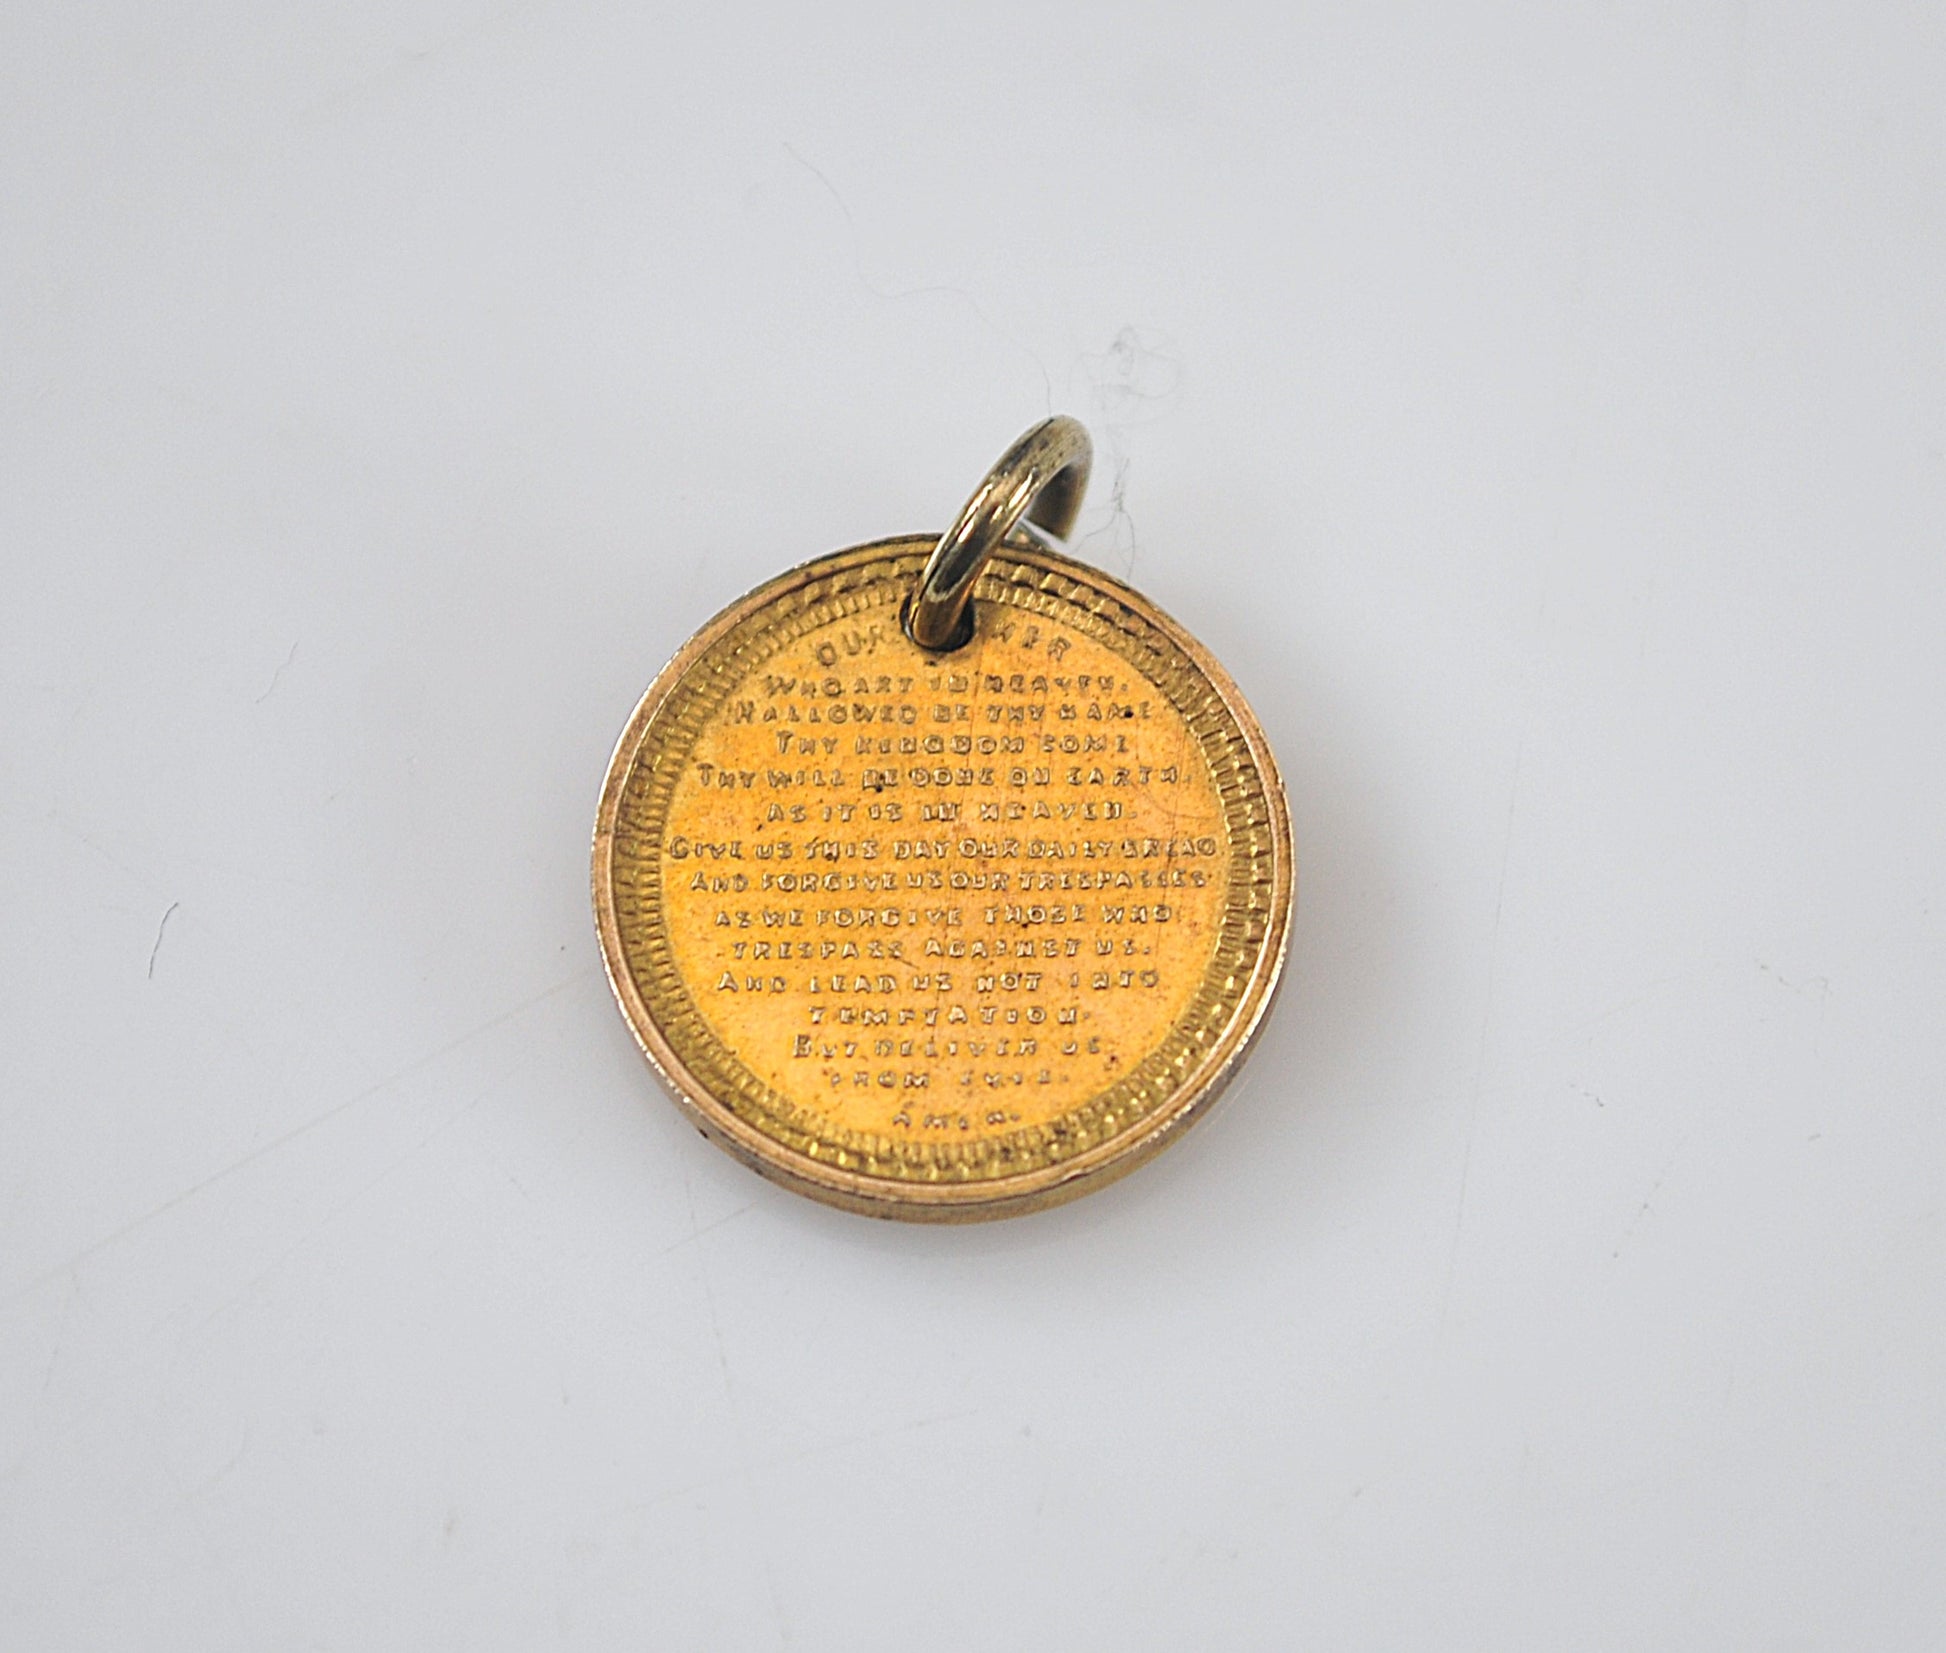 OUR HER
WHO ART IN HEAVEN.
HALLOWED BE THY NAME
THY KINGDOM COME
THY WILL BE DONE ON EARTH.
AS IT IS IN HEAVEN.
GIVE US THIS DAY OUR DAILY BREAD
AND FORGIVE US OUR TRESPASSES
AS WE FORGIVE THOSE WHO
TRESPASS AGAINST US.
AND LEAD US NOT INTO
TEMPTATION.
BUT DELIVER US
FROM EVIL.
AMEN.